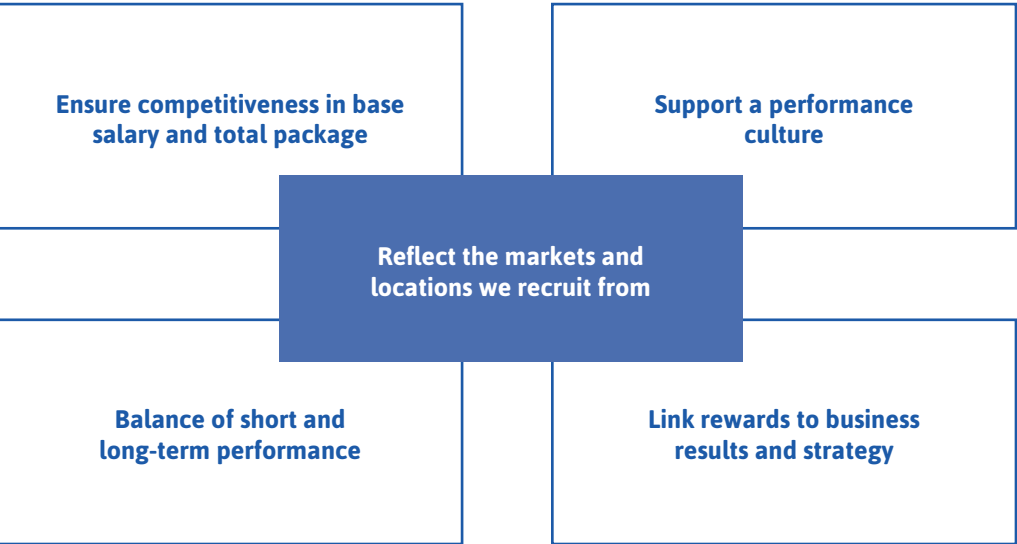 Ensure competitiveness in base
salary and total package
Support a performance
culture
Reflect the markets and
locations we recruit from
Balance of short and
long-term performance
Link rewards to business
results and strategy